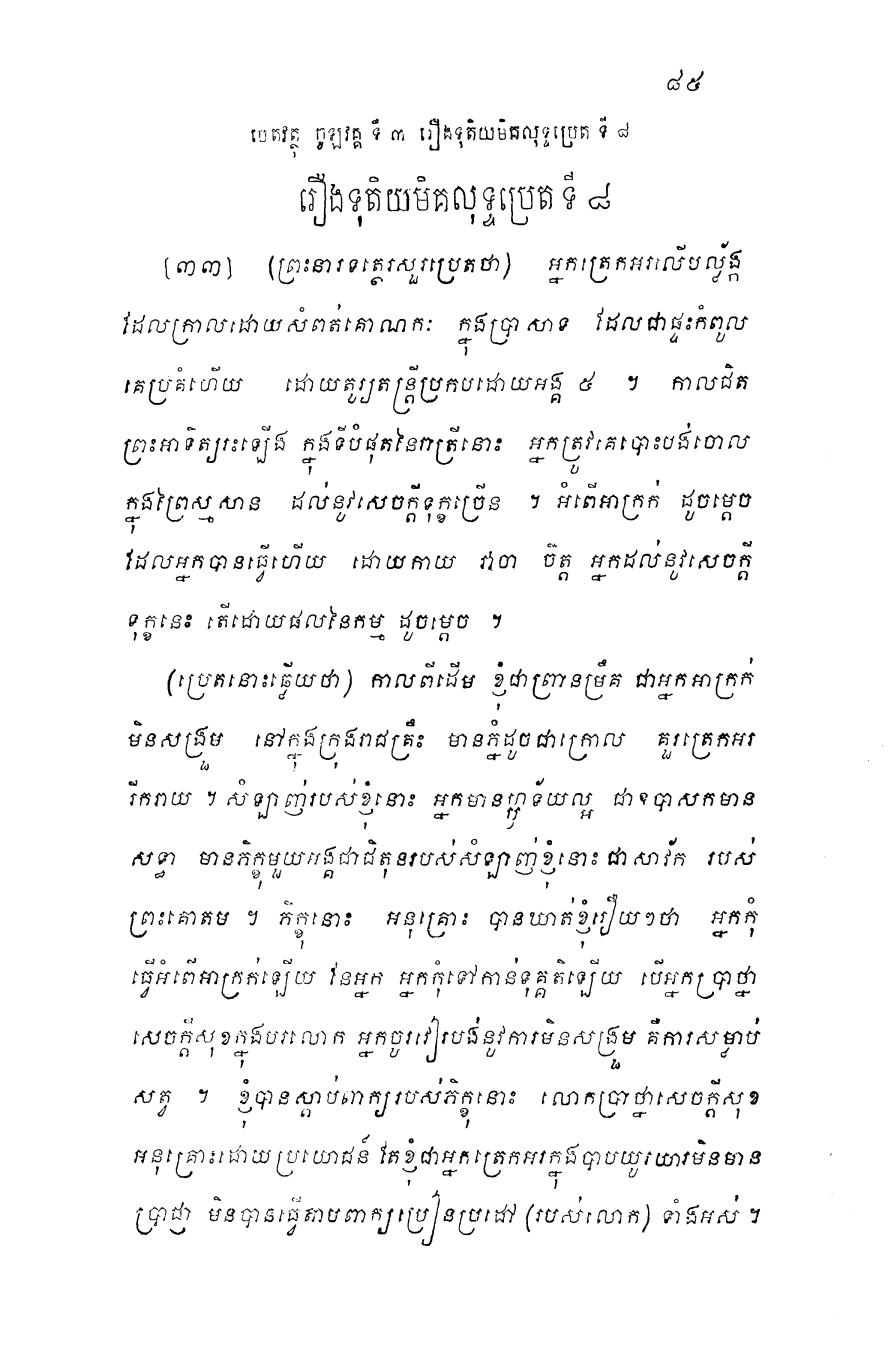 ៨៥
បេតវត្ថុ ចូឡវគ្គ ទី ៣ រឿងទុតិយមិគលុទ្ទប្រេត ទី ៨
រឿងទុតិយមិគលុទ្ទប្រេត ទី ៨
[៣៣] (ព្រះនារទត្ថេរសួរប្រេតថា) អ្នកត្រេកអរលើបល្ល័ង្ក
ដែលក្រាលដោយសំពត់គោណកៈ ក្នុងប្រាសាទ ដែលជាផ្ទះកំពូល
គេប្រគំហើយ ដោយតូរ្យតន្ត្រីប្រកបដោយអង្គ ៥ ។ កាលជិត
ព្រះអាទិត្យរះឡើង ក្នុងទីបំផុតនៃរាត្រីនោះ អ្នកត្រូវគេបោះបង់ចោល
ក្នុងព្រៃស្មសាន ដល់នូវសេចក្តីទុក្ខច្រើន ។ អំពើអាក្រក់ ដូចម្តេច
ដែលអ្នកបានធ្វើហើយ ដោយកាយ វាចា ចិត្ត អ្នកដល់នូវសេចក្តី
ទុក្ខនេះ តើដោយផលនៃកម្ម ដូចម្តេច ។
(ប្រេតនោះឆ្លើយថា) កាលពីដើម ខ្ញុំជាព្រានម្រឹគ ជាអ្នកអាក្រក់
មិនសង្រួម នៅក្នុងក្រុងរាជគ្រឹះ មានភ្នំដូចជាក្រោល គួរត្រេកអរ
រីករាយ ។ សំឡាញ់របស់ខ្ញុំនោះ អ្នកមានហ្ឫទ័យល្អ ជាឧបាសកមាន
សទ្ធា មានភិក្ខុមួយអង្គជាជិតុនរបស់សំឡាញ់ខ្ញុំនោះ ជាសាវ័ក របស់
ព្រះគោតម ។ ភិក្ខុនោះ អនុគ្រោះ បានឃាត់ខ្ញុំរឿយៗថា អ្នកកុំ
ធ្វើអំពើអាក្រក់ឡើយ នែអ្នក អ្នកកុំទៅកាន់ទុគ្គតិឡើយ បើអ្នកប្រាថ្នា
សេចក្តីសុខក្នុងបរលោក អ្នកចូរវៀរបង់នូវការមិនសង្រួម គឺការសម្លាប់
សត្វ ។ ខ្ញុំបានស្តាប់ពាក្យរបស់ភិក្ខុនោះ លោកប្រាថ្នាសេចក្តីសុខ
អនុគ្រោះដោយប្រយោជន៍ តែខ្ញុំជាអ្នកត្រេកអរក្នុងបាបយូរយារមិនមាន
ប្រាជ្ញា មិនបានធ្វើតាមពាក្យប្រៀនប្រដៅ (របស់លោក) ទាំងអស់ ។